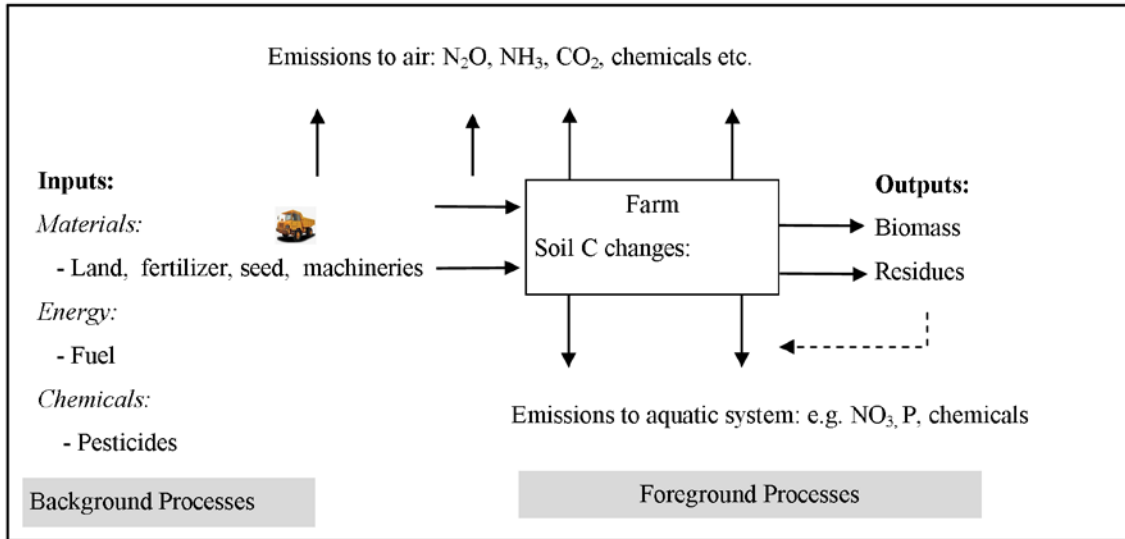 Emissions to air: N₂O, NH₃, CO₂, chemicals etc.
Inputs:
Materials:
- Land, fertilizer, seed, machineries
Energy:
- Fuel
Chemicals:
- Pesticides
Background Processes
Farm
Soil C changes:
Outputs:
Biomass
Residues
Emissions to aquatic system: e.g. NO₃, P, chemicals
Foreground Processes